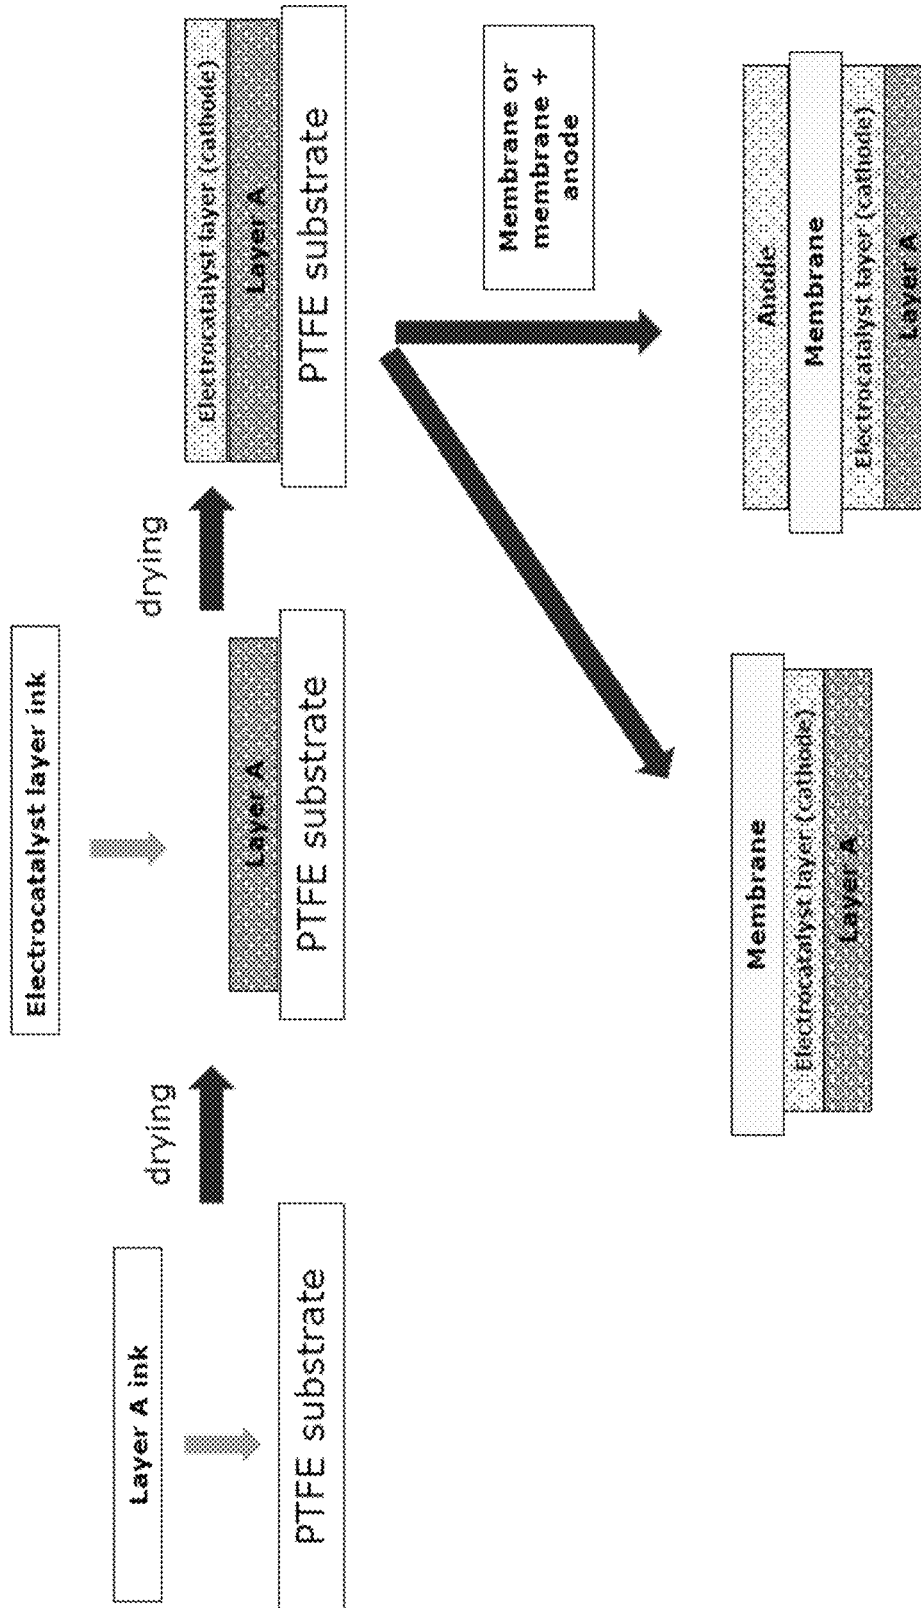 Layer A ink
PTFE substrate
drying
Electrocatalyst layer ink
Layer A
PTFE substrate
drying
Electrocatalyst layer (cathode)
Layer A
PTFE substrate
Membrane or
membrane +
anode
Membrane
Electrocatalyst layer (cathode)
Layer A
Anode
Membrane
Electrocatalyst layer (cathode)
Layer A